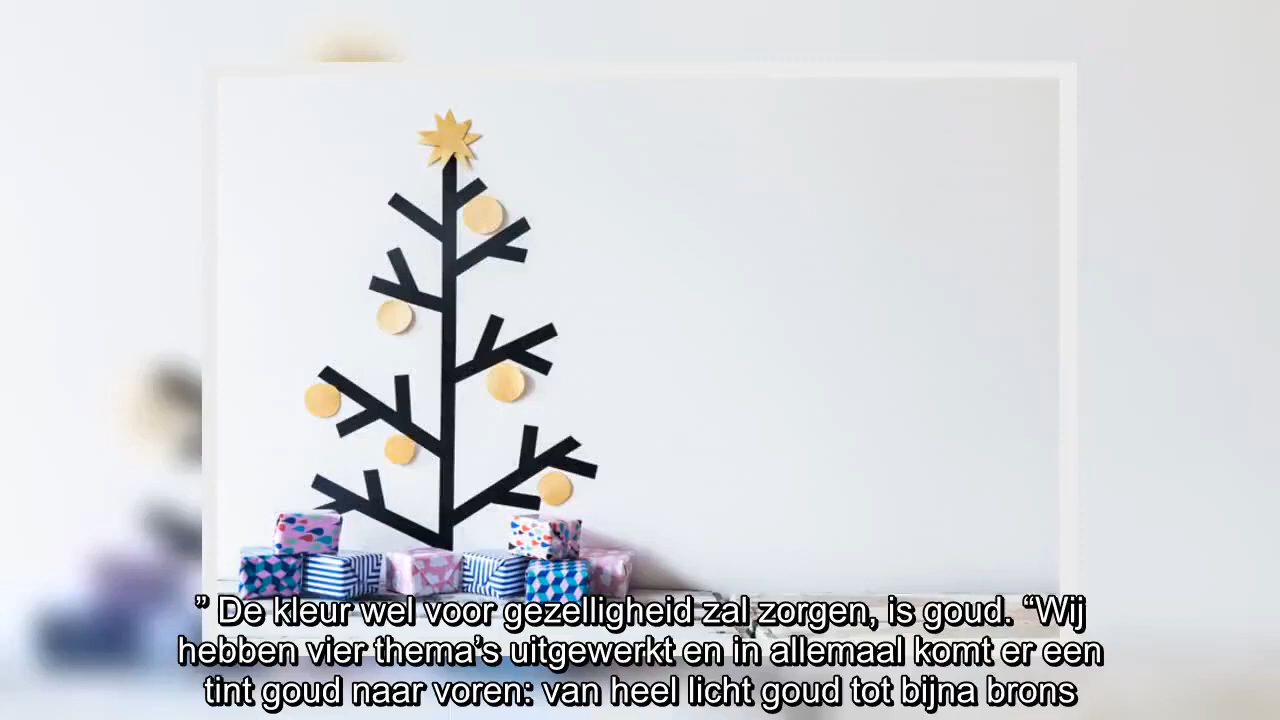 ” De kleur wel voor gezelligheid zal zorgen, is goud. “Wij
hebben vier thema’s uitgewerkt en in allemaal komt er een
tint goud naar voren: van heel licht goud tot bijna brons